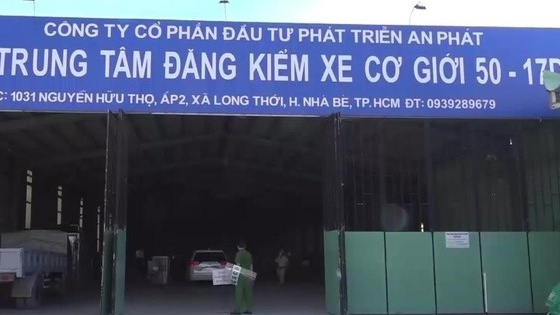 CÔNG TY CỔ PHẦN ĐẦU TƯ PHÁT TRIỂN AN PHÁT
TRUNG TÂM ĐĂNG KIỂM XE CƠ GIỚI 50 - 17D
C: 1031 NGUYỄN HỮU THỌ, ẤP2, XÃ LONG THỚI, H. NHÀ BÈ, TP.HCM ĐT: 0939289679